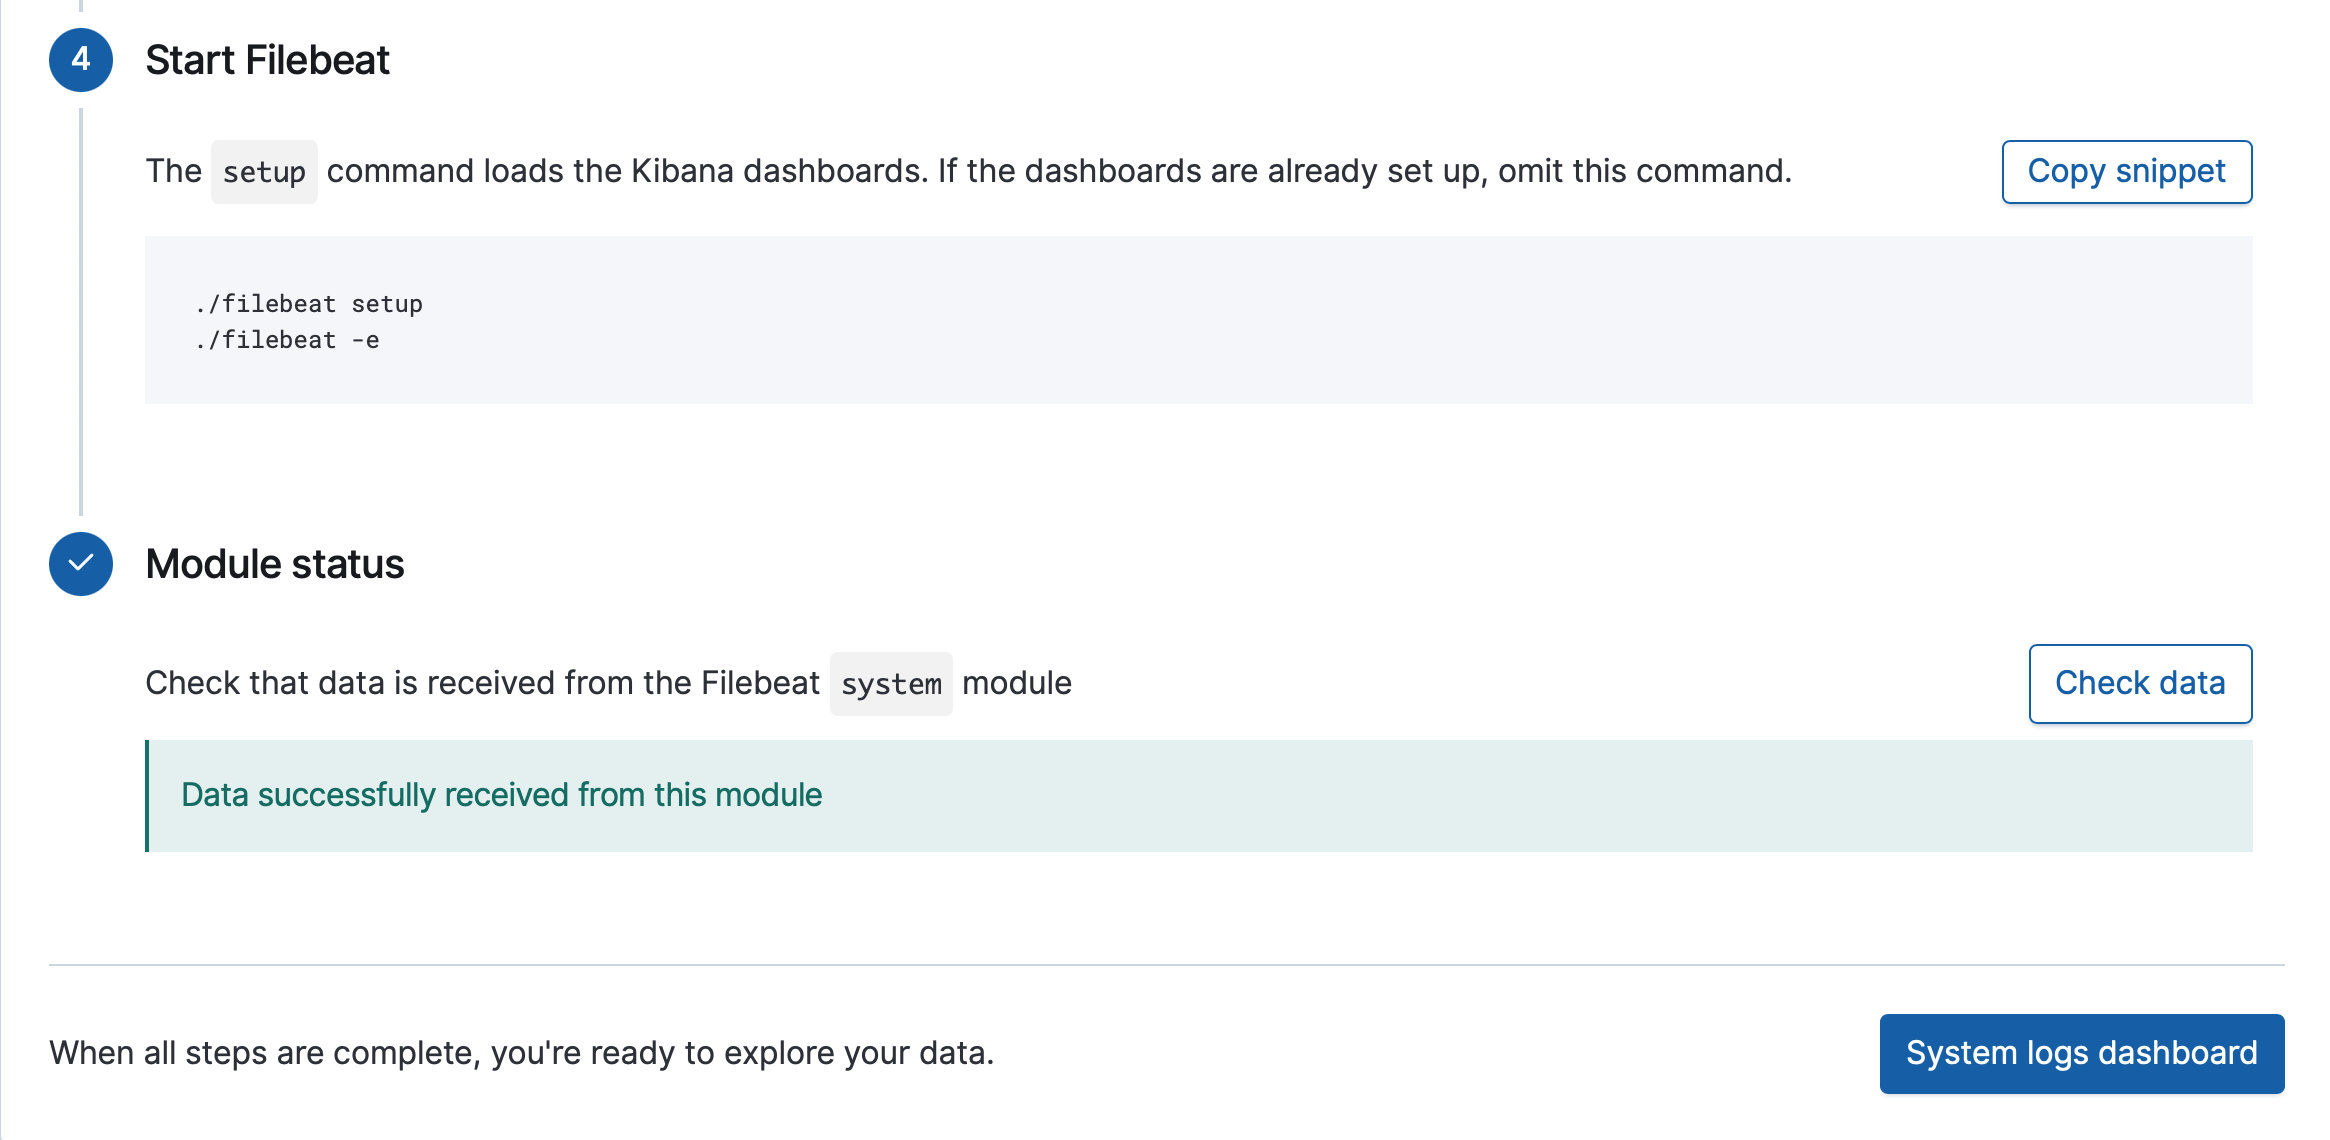 4
Start Filebeat
The setup command loads the Kibana dashboards. If the dashboards are already set up, omit this command.
Copy snippet
./filebeat setup
./filebeat -e
Module status
Check that data is received from the Filebeat system module
Check data
Data successfully received from this module
When all steps are complete, you're ready to explore your data.
System logs dashboard